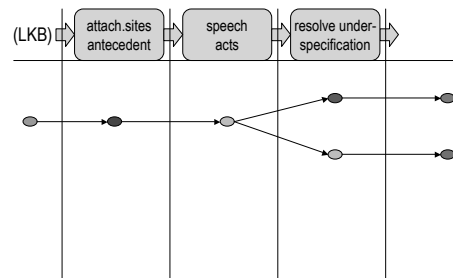 (LKB)
attach.sites
antecedent
speech
acts
resolve under-
specification